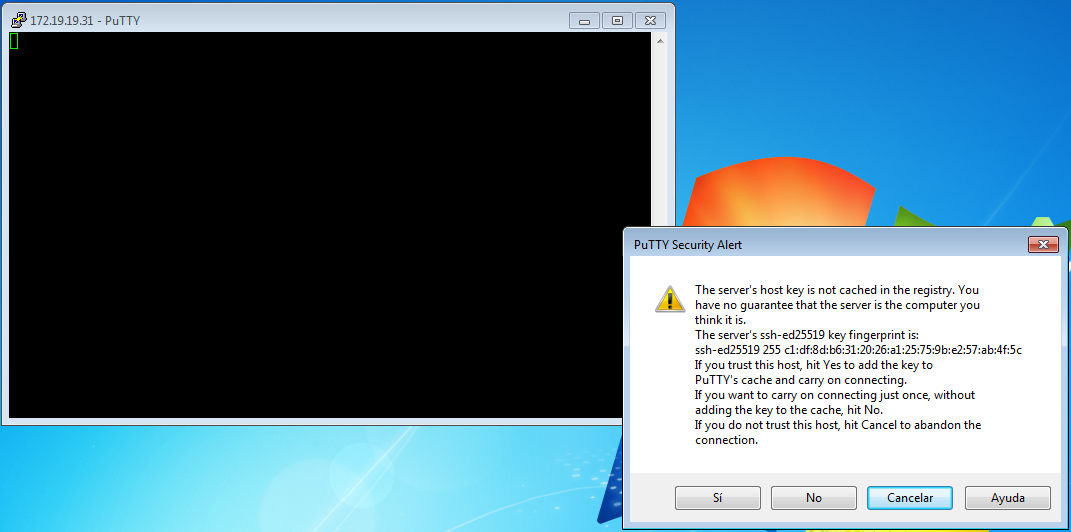 172.19.19.31 - PuTTY
PuTTY Security Alert
The server's host key is not cached in the registry. You
have no guarantee that the server is the computer you
think it is.
The server's ssh-ed25519 key fingerprint is:
ssh-ed25519 255 c1:df:8d:b6:31:20:26:a1:25:75:9b:e2:57:ab:4f:5c
If you trust this host, hit Yes to add the key to
PuTTY's cache and carry on connecting.
If you want to carry on connecting just once, without
adding the key to the cache, hit No.
If you do not trust this host, hit Cancel to abandon the
connection.
Sí No Cancelar Ayuda